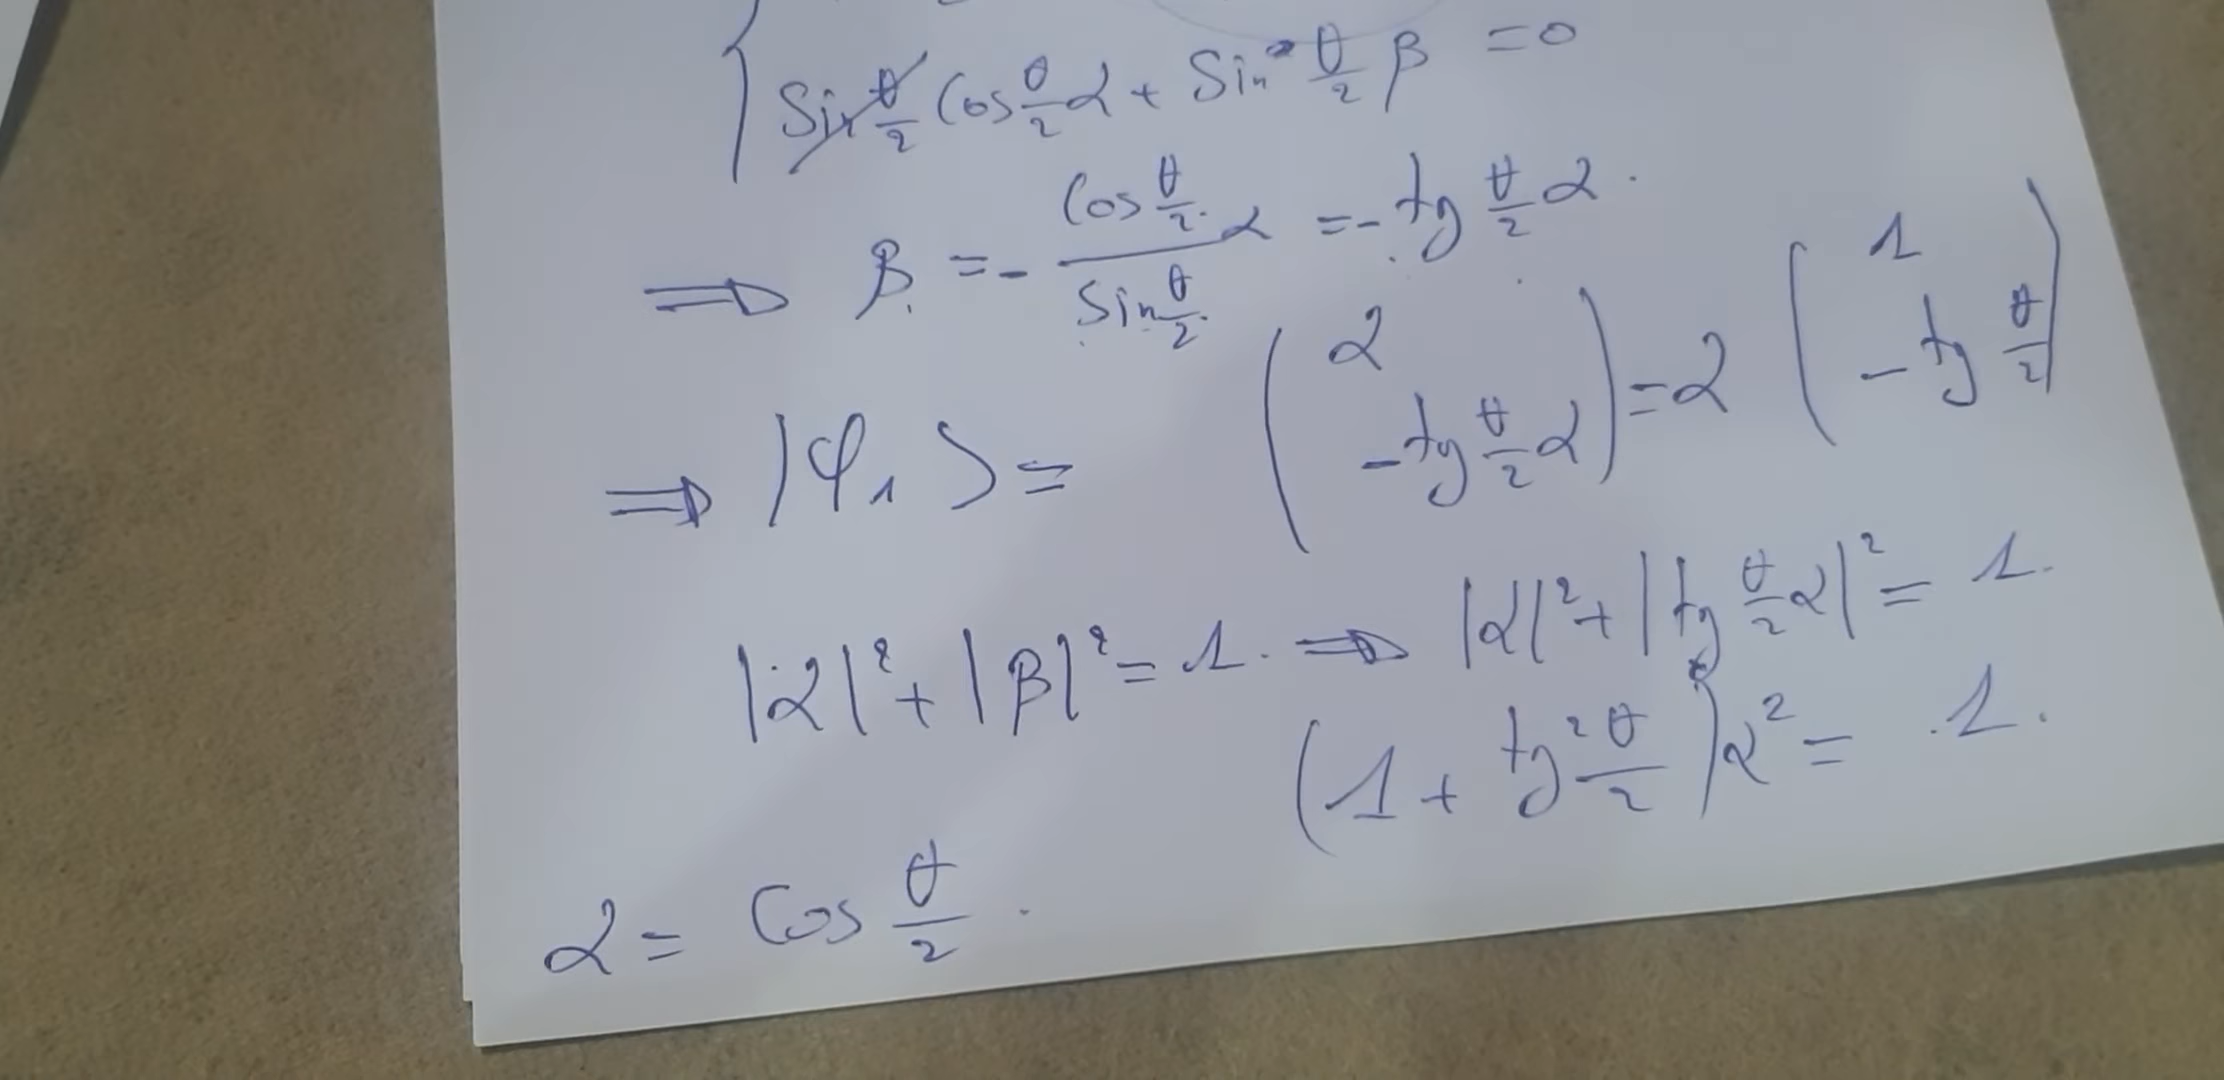 Sin θ/2 Cos θ/2 α + Sin² θ/2 β = 0
⟹ β = - Cos θ/2 α / Sin θ/2 = - tg θ/2 α.
⟹ |φ₁⟩ = ( α ; - tg θ/2 α ) = α ( 1 ; - tg θ/2 )
|α|² + |β|² = 1. ⟹ |α|² + |tg θ/2 α|² = 1.
(1 + tg² θ/2) α² = 1.
α = Cos θ/2.